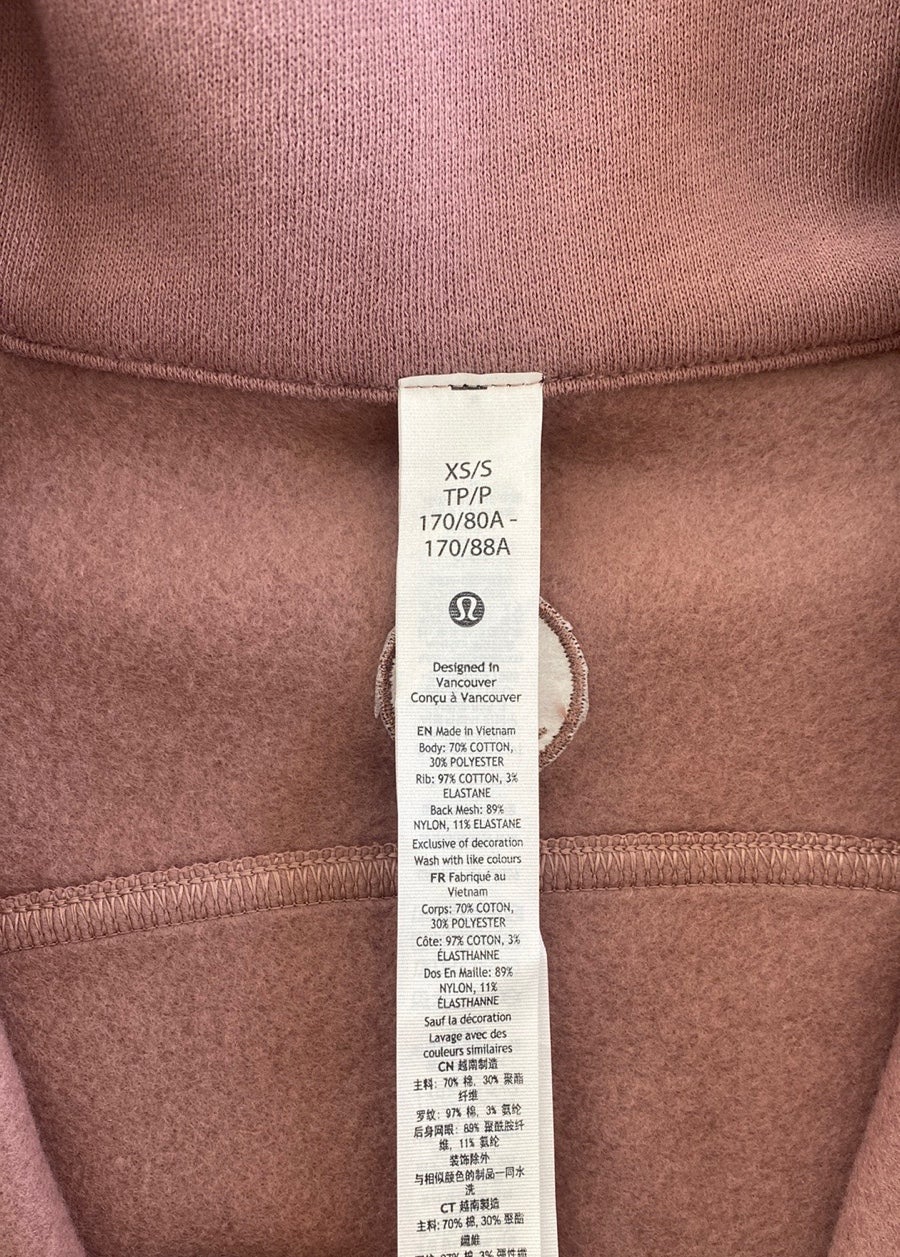 XS/S
TP/P
170/80A -
170/88A
Designed in
Vancouver
Conçu à Vancouver
EN Made in Vietnam
Body: 70% COTTON,
30% POLYESTER
Rib: 97% COTTON, 3%
ELASTANE
Back Mesh: 89%
NYLON, 11% ELASTANE
Exclusive of decoration
Wash with like colours
FR Fabriqué au
Vietnam
Corps: 70% COTON,
30% POLYESTER
Côte: 97% COTON, 3%
ÉLASTHANNE
Dos En Maille: 89%
NYLON, 11%
ÉLASTHANNE
Sauf la décoration
Lavage avec des
couleurs similaires
CN 越南制造
主料: 70% 棉, 30% 聚酯
纤维
罗纹: 97% 棉, 3% 氨纶
后身网眼: 89% 聚酰胺纤
维, 11% 氨纶
装饰除外
与相似颜色的制品一同水
洗
CT 越南製造
主料: 70% 棉, 30% 聚酯
纖維
97% 棉, 3% 彈性纖